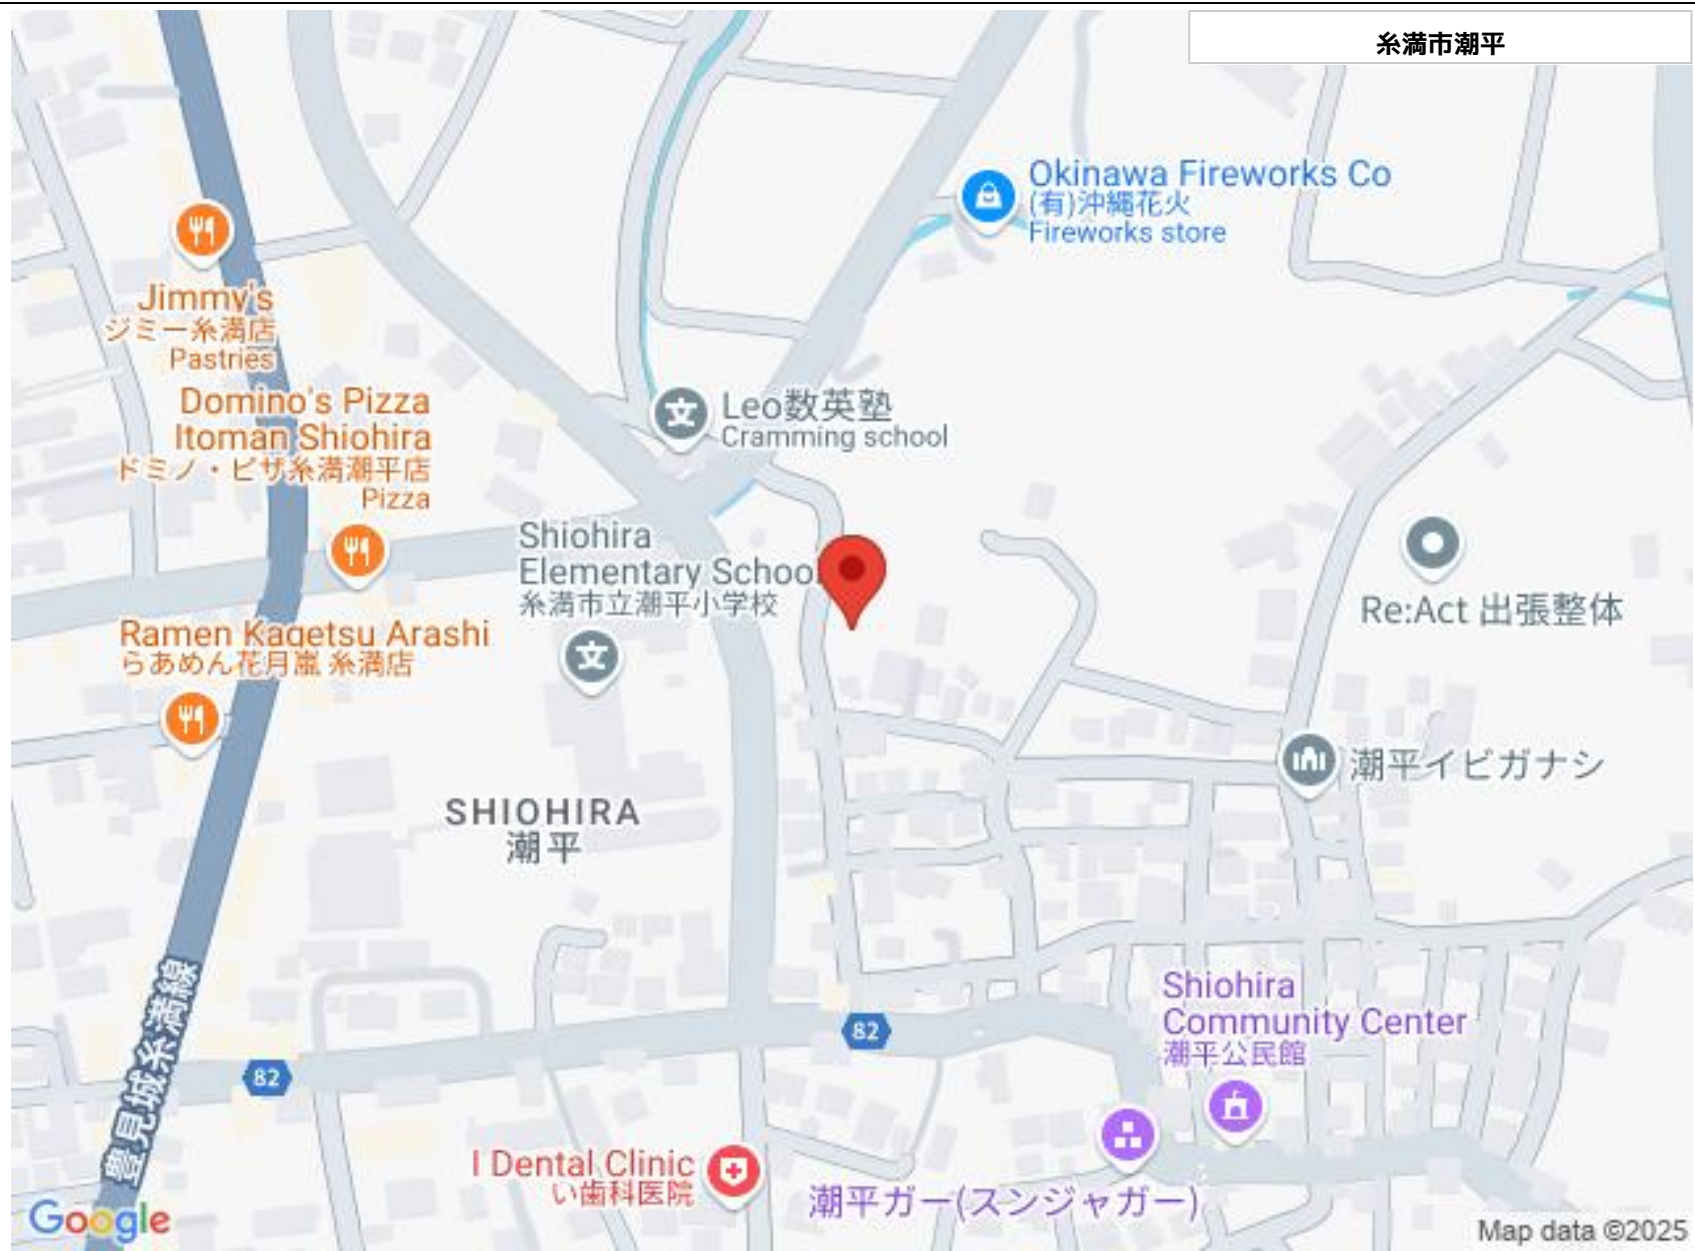 糸満市潮平
Okinawa Fireworks Co
(有)沖縄花火
Fireworks store
Jimmy's
ジミー糸満店
Pastries
Domino's Pizza
Itoman Shiohira
ドミノ・ピザ糸満潮平店
Pizza
Leo数英塾
Cramming school
Shiohira
Elementary School
糸満市立潮平小学校
Re:Act 出張整体
Ramen Kagetsu Arashi
らあめん花月嵐 糸満店
潮平イビガナシ
SHIOHIRA
潮平
豊見城糸満線
82
82
Shiohira
Community Center
潮平公民館
I Dental Clinic
い歯科医院
潮平ガー(スンジャガー)
Google
Map data ©2025